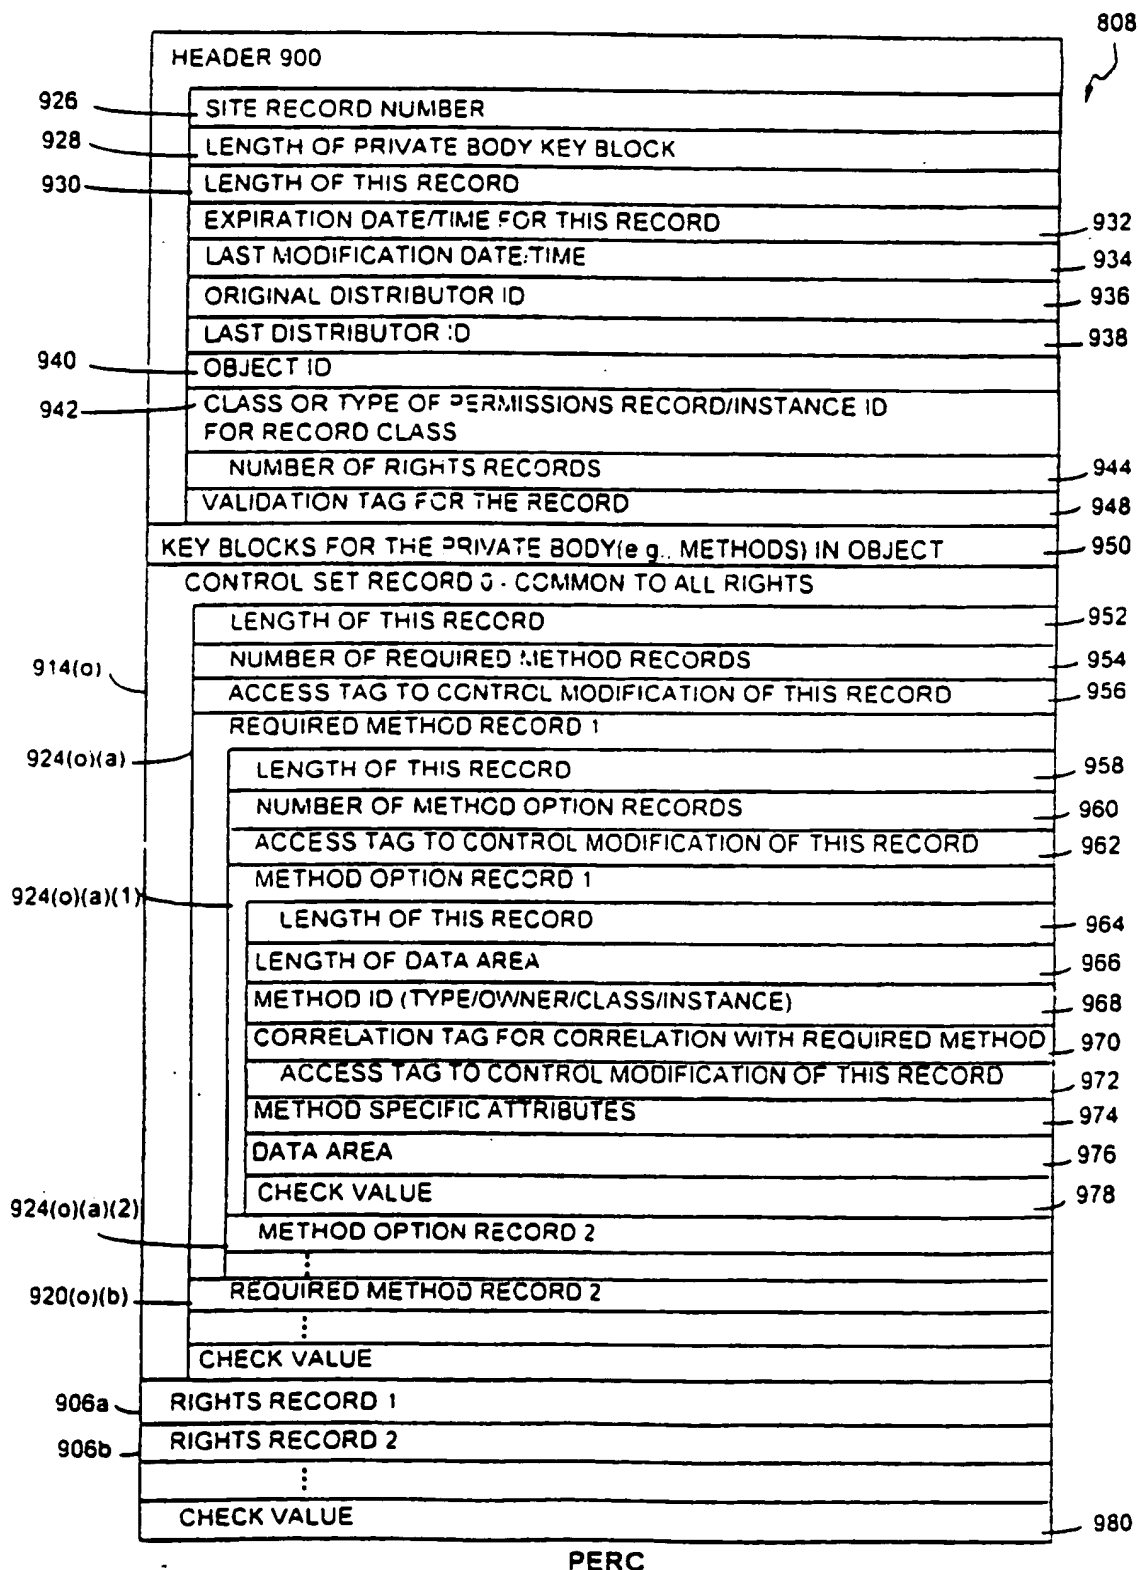 808
HEADER 900
926 SITE RECORD NUMBER
928 LENGTH OF PRIVATE BODY KEY BLOCK
930 LENGTH OF THIS RECORD
EXPIRATION DATE/TIME FOR THIS RECORD 932
LAST MODIFICATION DATE/TIME 934
ORIGINAL DISTRIBUTOR ID 936
LAST DISTRIBUTOR ID 938
940 OBJECT ID
942 CLASS OR TYPE OF PERMISSIONS RECORD/INSTANCE ID
FOR RECORD CLASS
NUMBER OF RIGHTS RECORDS 944
VALIDATION TAG FOR THE RECORD 948
KEY BLOCKS FOR THE PRIVATE BODY(e g., METHODS) IN OBJECT 950
CONTROL SET RECORD 0 - COMMON TO ALL RIGHTS
LENGTH OF THIS RECORD 952
914(o) NUMBER OF REQUIRED METHOD RECORDS 954
ACCESS TAG TO CONTROL MODIFICATION OF THIS RECORD 956
REQUIRED METHOD RECORD 1
924(o)(a) LENGTH OF THIS RECORD 958
NUMBER OF METHOD OPTION RECORDS 960
ACCESS TAG TO CONTROL MODIFICATION OF THIS RECORD 962
METHOD OPTION RECORD 1
924(o)(a)(1) LENGTH OF THIS RECORD 964
LENGTH OF DATA AREA 966
METHOD ID (TYPE/OWNER/CLASS/INSTANCE) 968
CORRELATION TAG FOR CORRELATION WITH REQUIRED METHOD 970
ACCESS TAG TO CONTROL MODIFICATION OF THIS RECORD 972
METHOD SPECIFIC ATTRIBUTES 974
DATA AREA 976
CHECK VALUE 978
924(o)(a)(2) METHOD OPTION RECORD 2
920(o)(b) REQUIRED METHOD RECORD 2
CHECK VALUE
906a RIGHTS RECORD 1
906b RIGHTS RECORD 2
CHECK VALUE 980
PERC